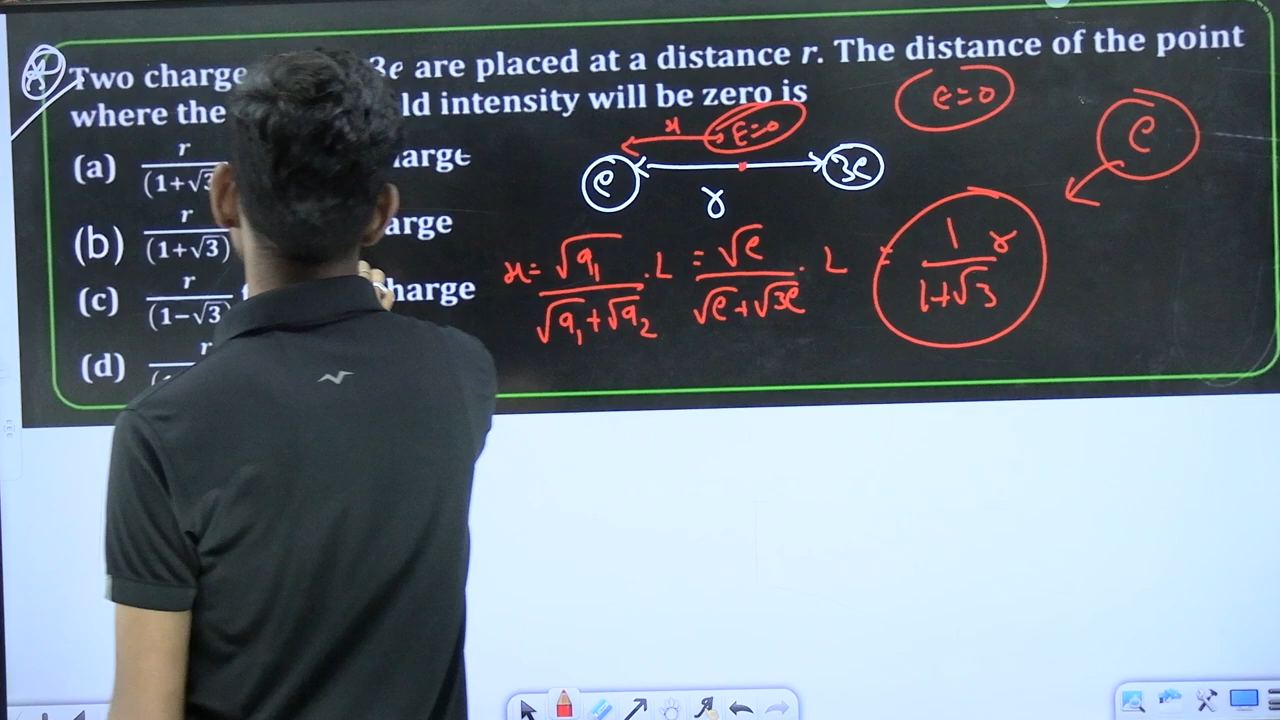 Two charge 3e are placed at a distance r. The distance of the point
where the ld intensity will be zero is
(a) r/(1+√3 harge
(b) r/(1+√3) arge
(c) r/(1−√3) harge
(d) r
E=0
e
x E=0
e 3e
r
x = √q₁/(√q₁+√q₂) . L = √e/(√e+√3e) . L = 1/(1+√3) r